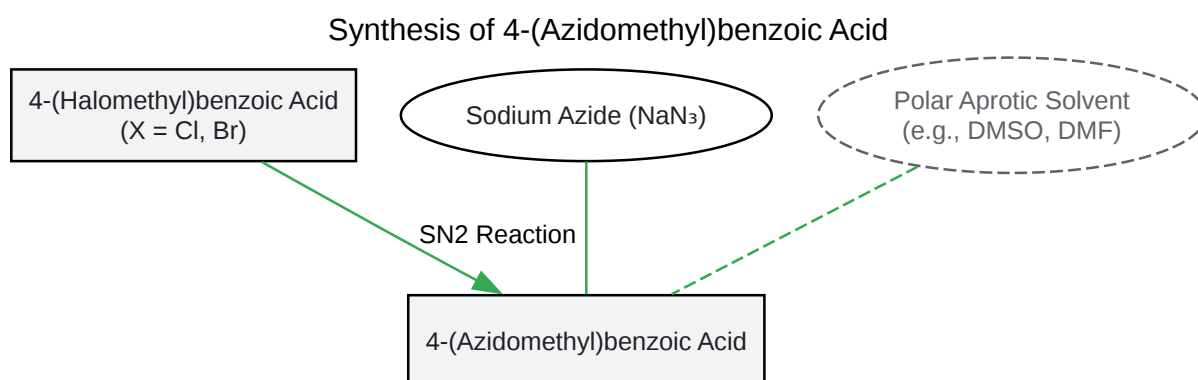 Synthesis of 4-(Azidomethyl)benzoic Acid
4-(Halomethyl)benzoic Acid
(X = Cl, Br)
Sodium Azide (NaN₃)
Polar Aprotic Solvent
(e.g., DMSO, DMF)
SN2 Reaction
4-(Azidomethyl)benzoic Acid